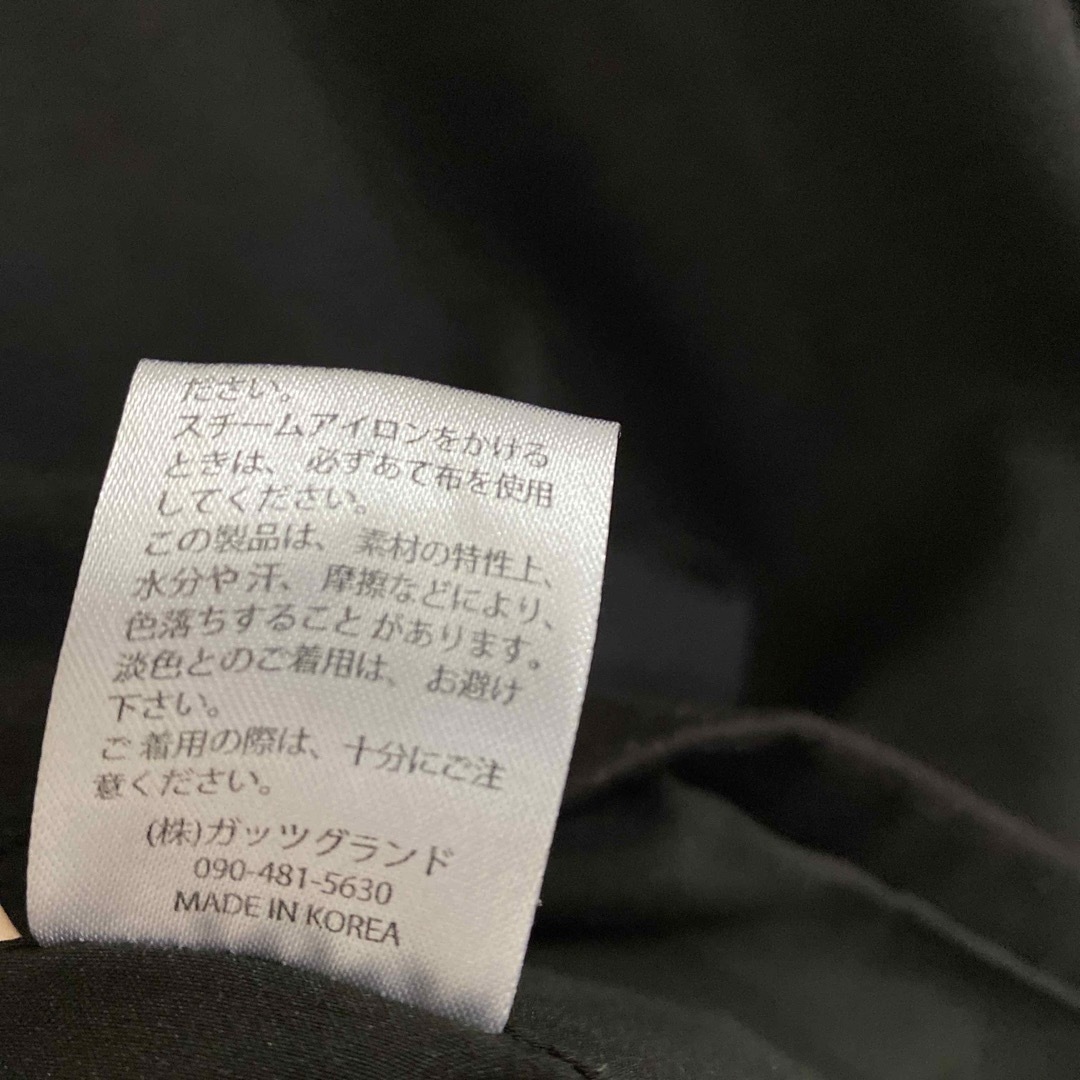 ださい。
スチームアイロンをかける
ときは、必ずあて布を使用
してください。
この製品は、素材の特性上、
水分や汗、摩擦などにより、
色落ちすることがあります。
淡色とのご着用は、お避け
下さい。
ご着用の際は、十分にご注
意ください。
(株)ガッツグランド
090-481-5630
MADE IN KOREA